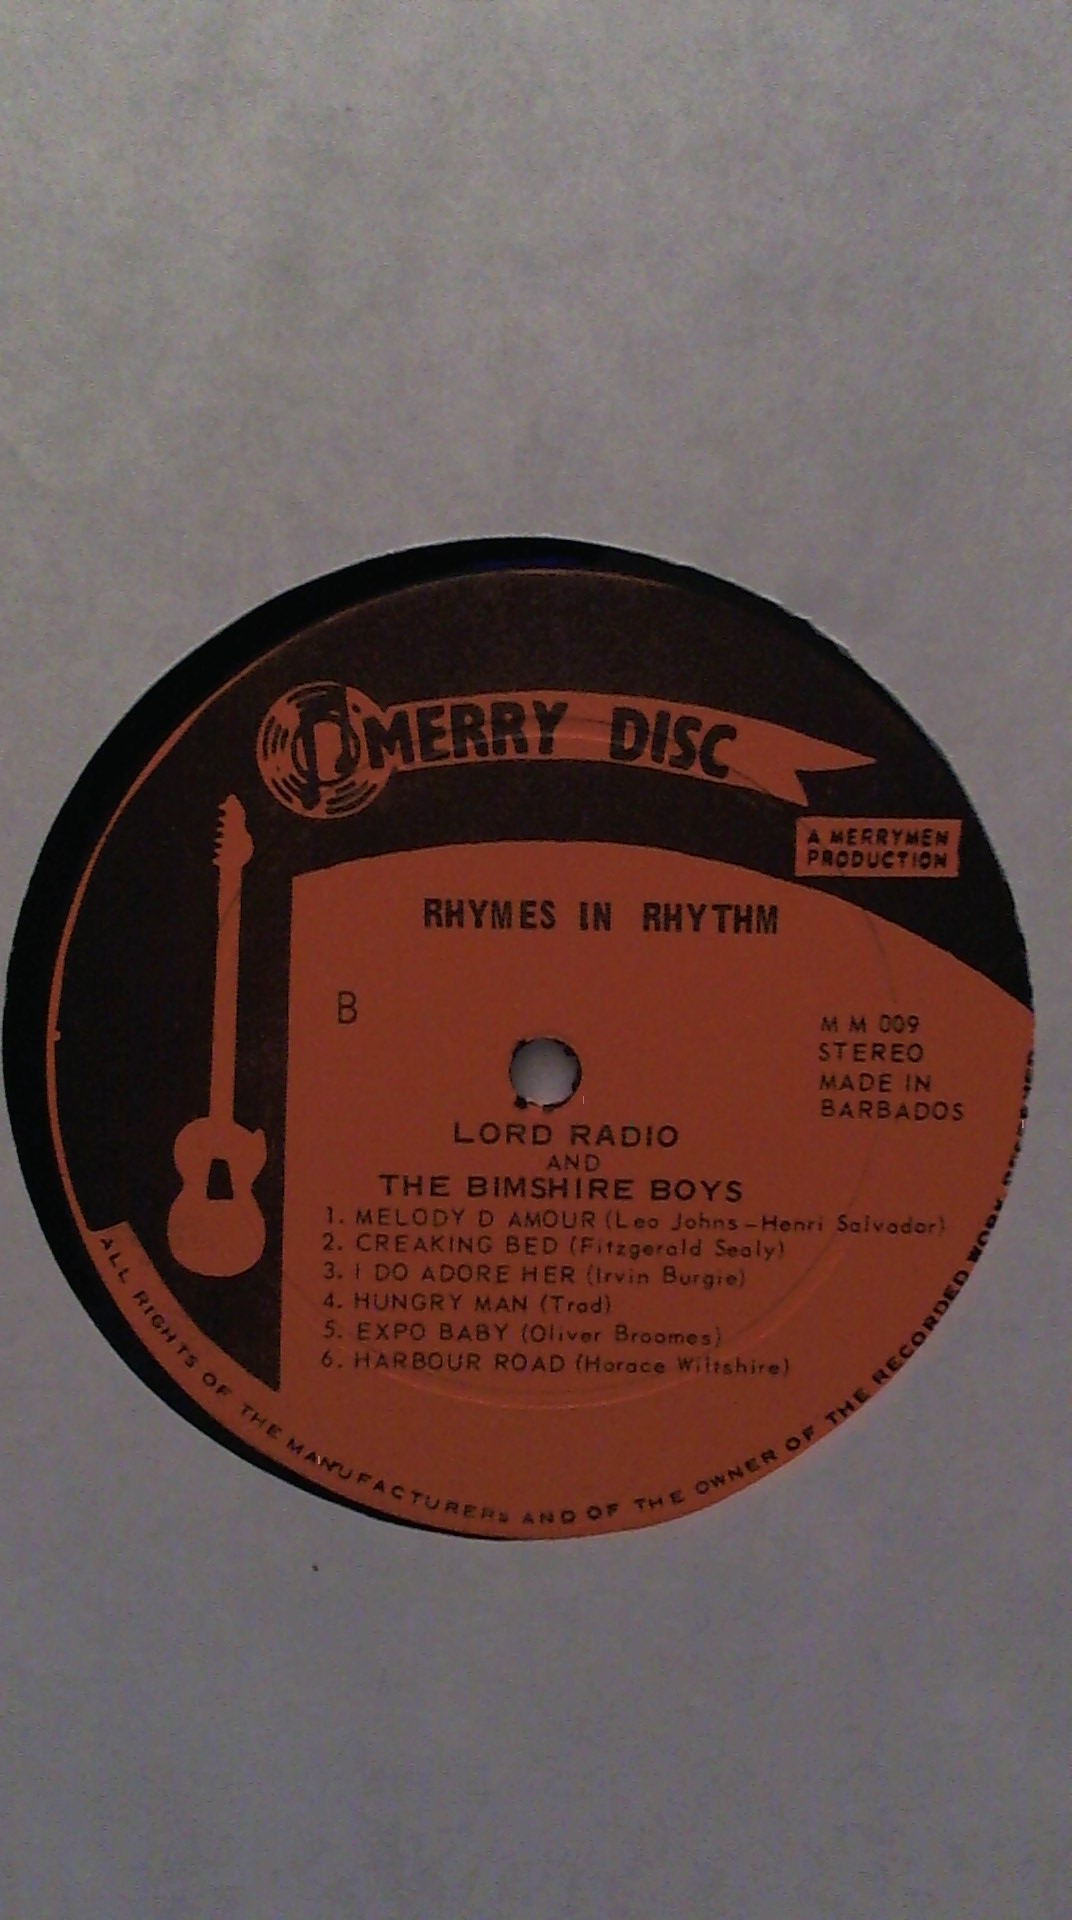 MERRY DISC
A MERRYMEN
PRODUCTION
RHYMES IN RHYTHM
B
M M 009
STEREO
MADE IN
BARBADOS
LORD RADIO
AND
THE BIMSHIRE BOYS
1. MELODY D AMOUR (Leo Johns-Henri Salvador)
2. CREAKING BED (Fitzgerald Sealy)
3. I DO ADORE HER (Irvin Burgie)
4. HUNGRY MAN (Trad)
5. EXPO BABY (Oliver Broomes)
6. HARBOUR ROAD (Horace Wiltshire)
ALL RIGHTS OF THE MANUFACTURERS AND OF THE OWNER OF THE RECORDED WORK